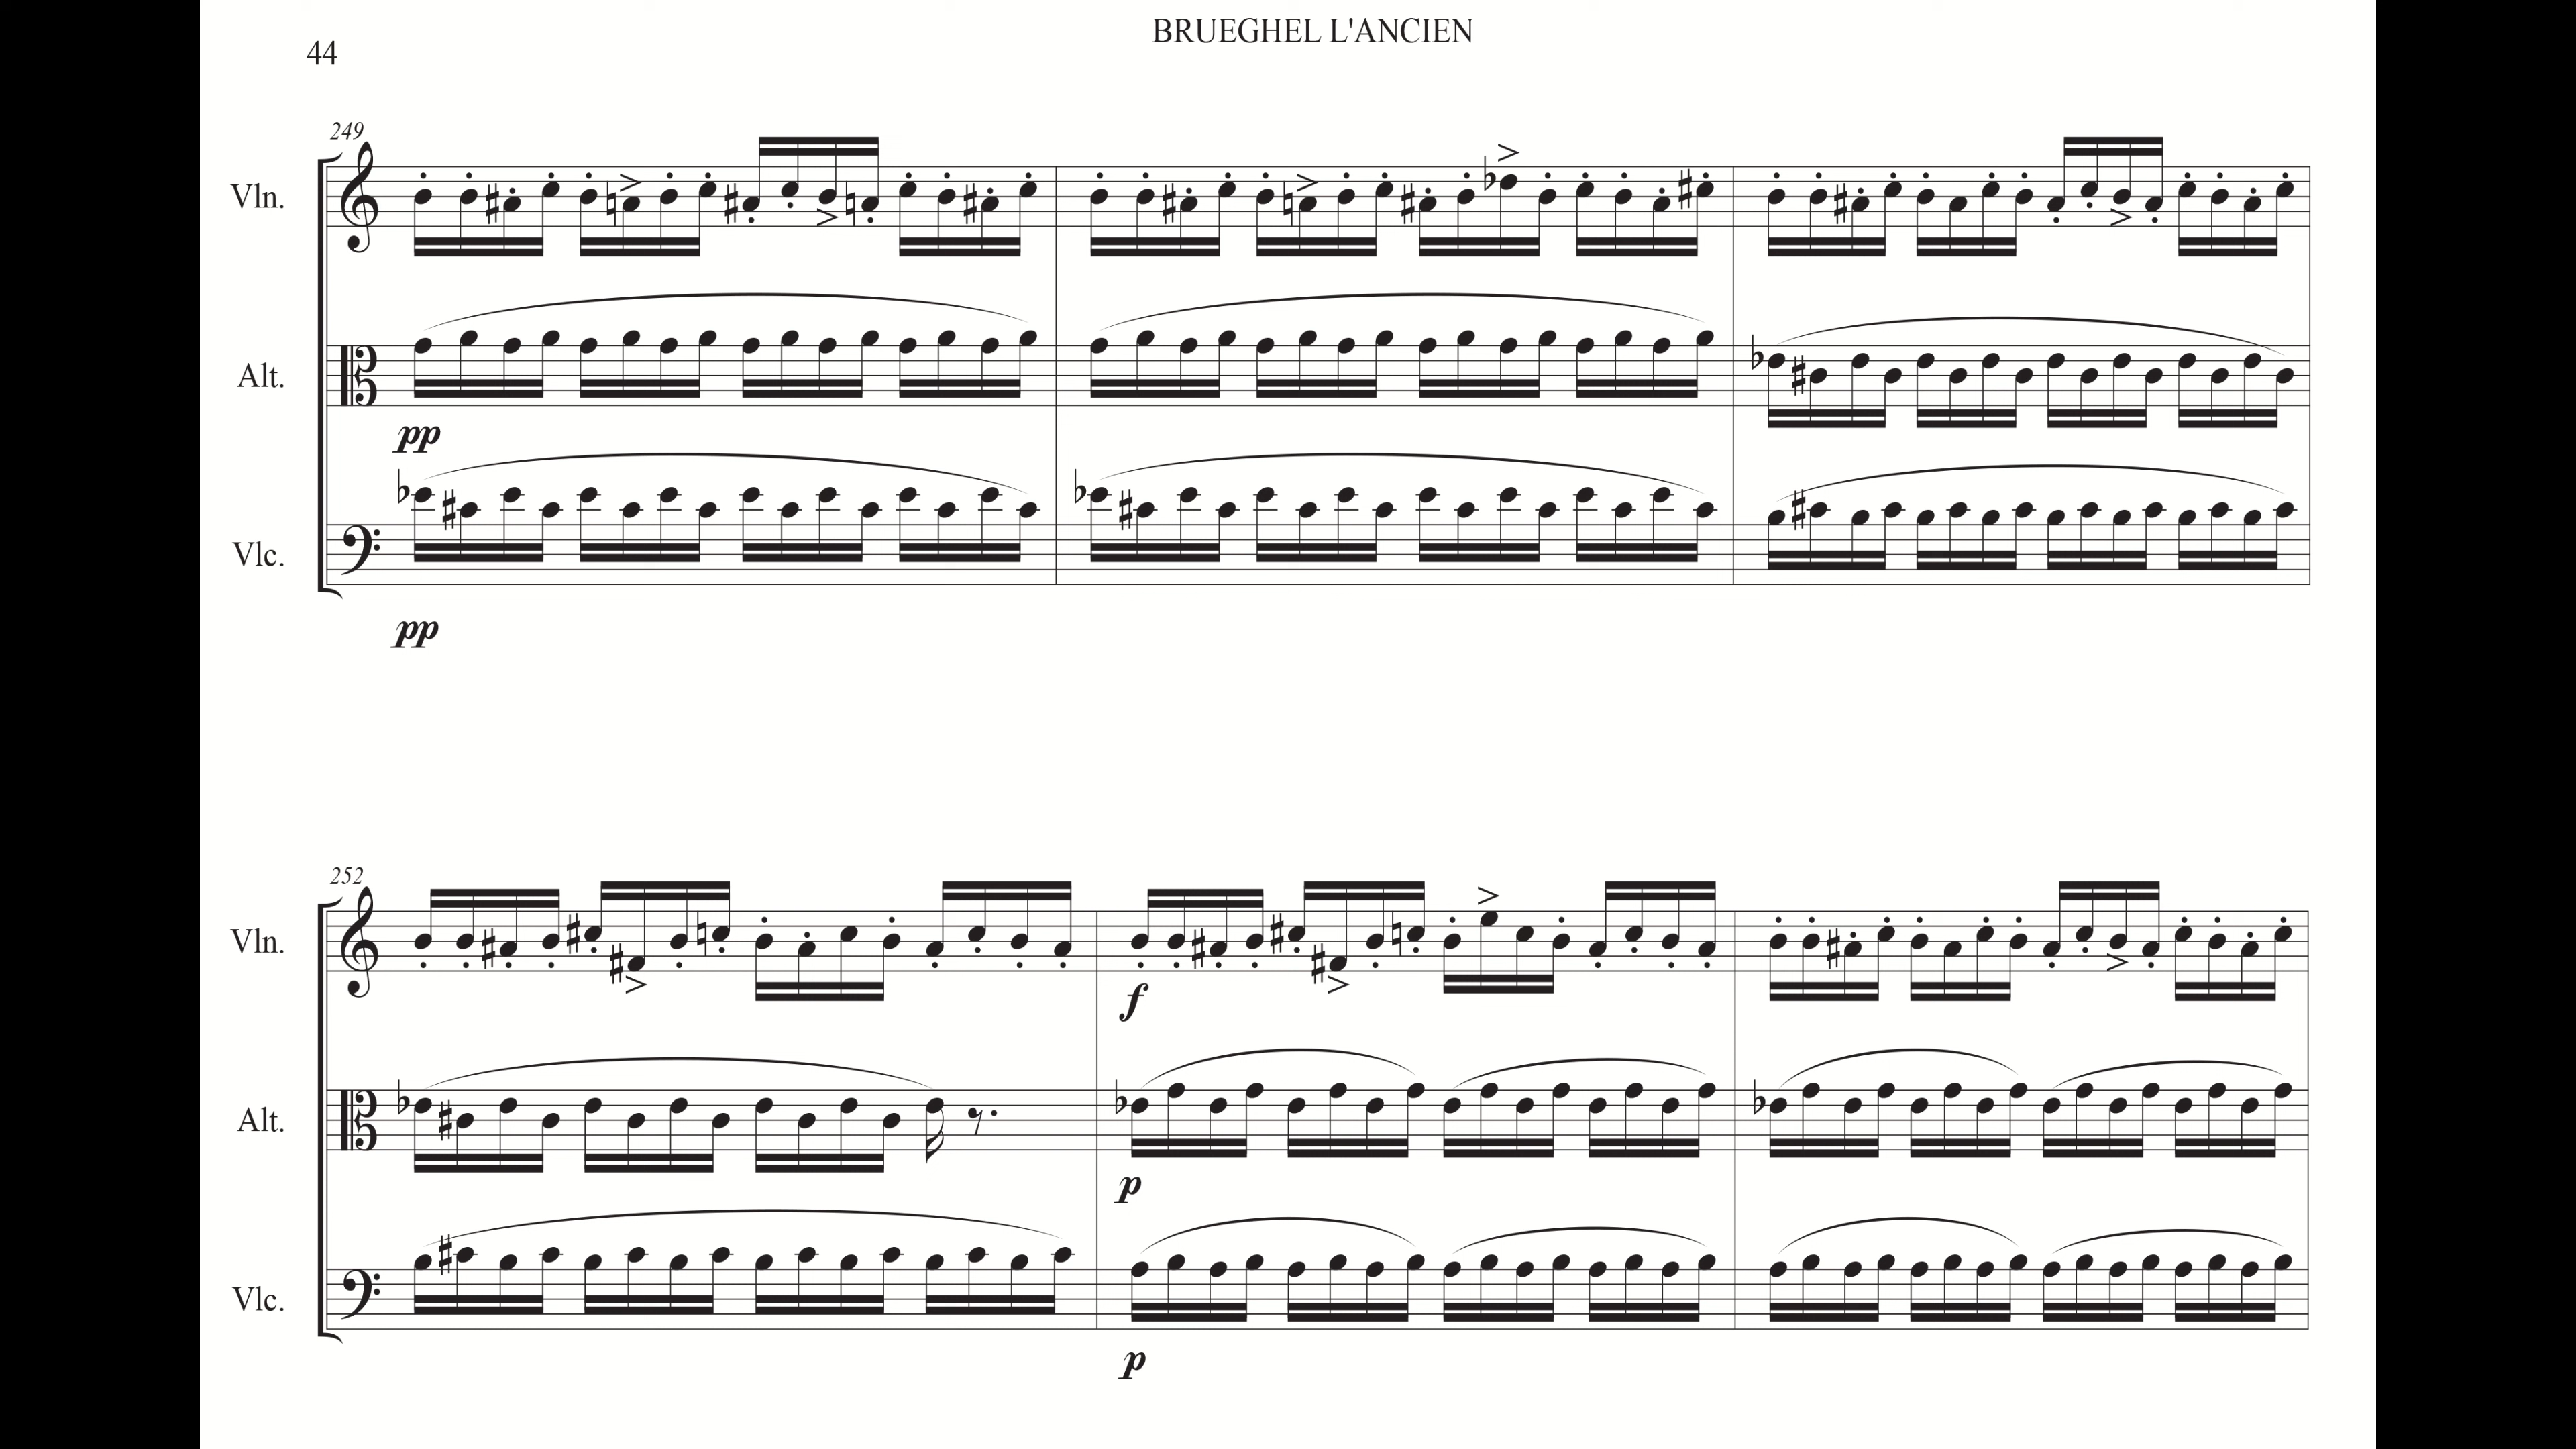 BRUEGHEL L'ANCIEN
44
249
Vln.
Alt.
pp
Vlc.
pp
252
Vln.
f
Alt.
p
Vlc.
p